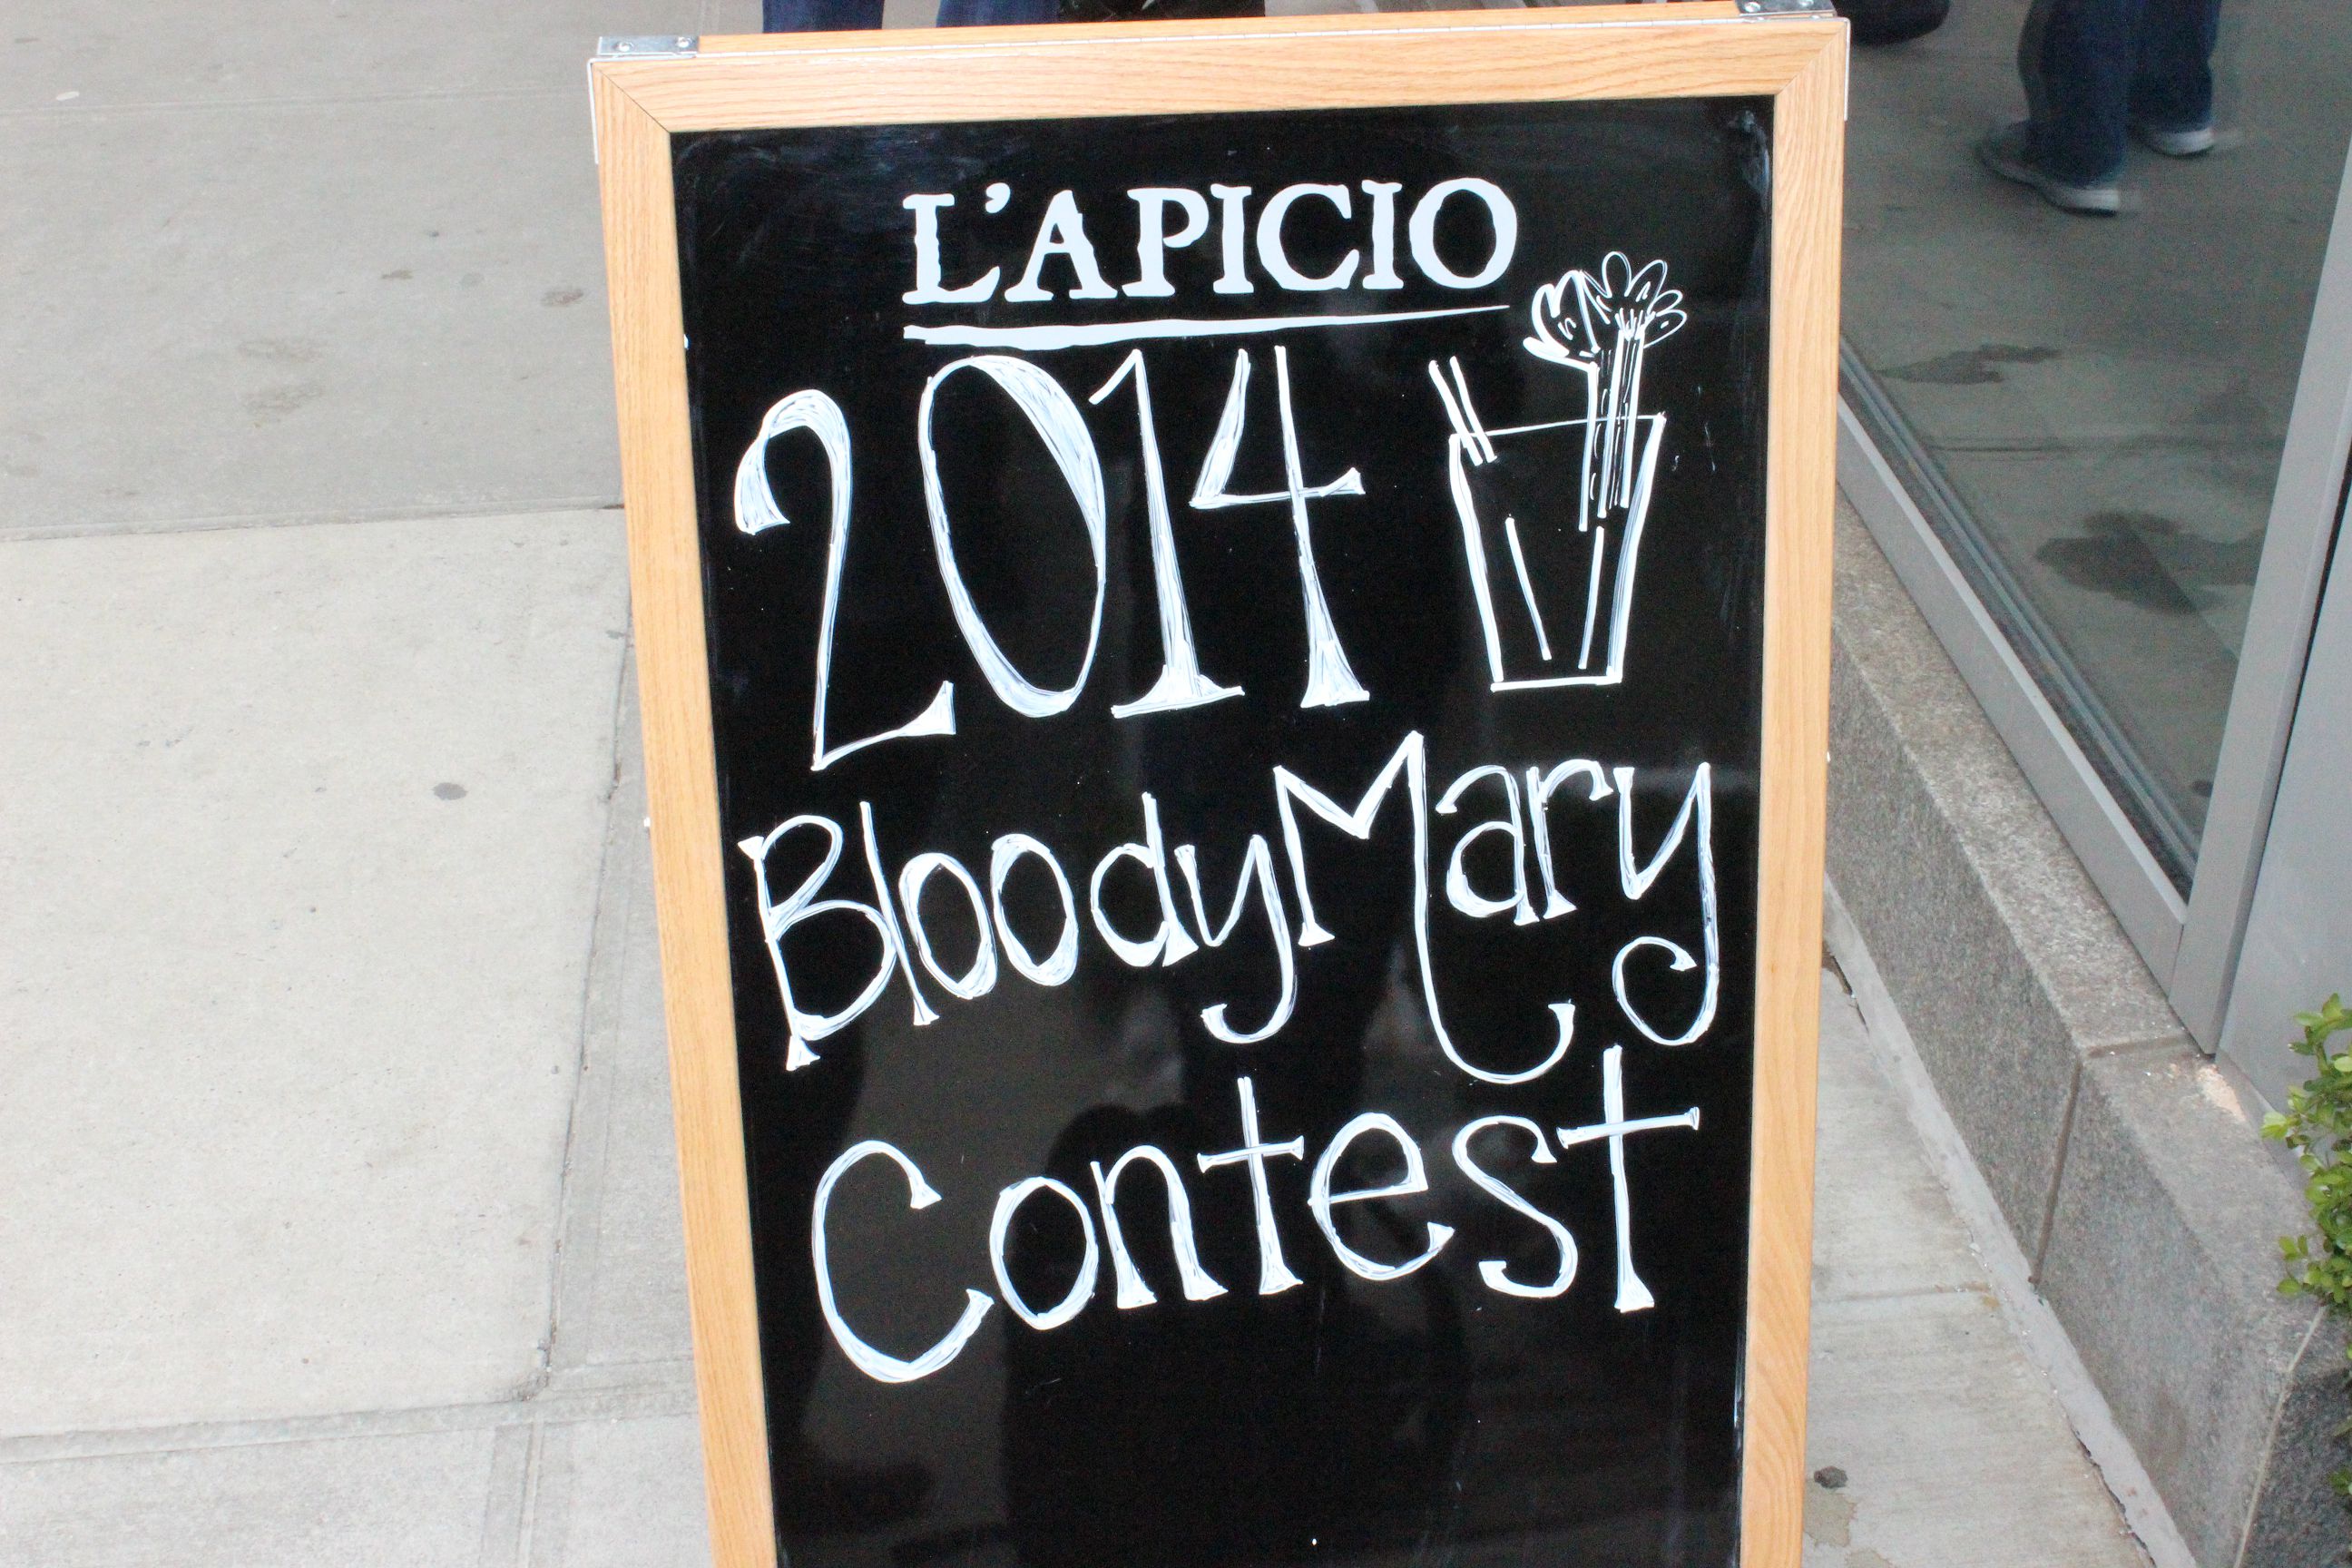 L'APICIO
2014
Bloody Mary
Contest